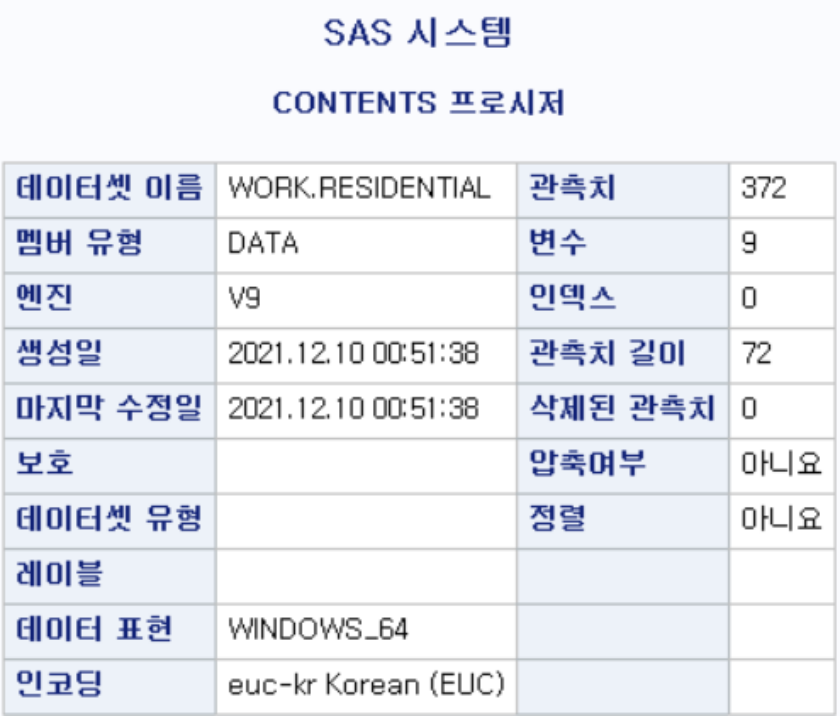 SAS 시스템
CONTENTS 프로시저
데이터셋 이름 WORK.RESIDENTIAL 관측치 372
멤버 유형 DATA 변수 9
엔진 V9 인덱스 0
생성일 2021.12.10 00:51:38 관측치 길이 72
마지막 수정일 2021.12.10 00:51:38 삭제된 관측치 0
보호 압축여부 아니요
데이터셋 유형 정렬 아니요
레이블
데이터 표현 WINDOWS_64
인코딩 euc-kr Korean (EUC)